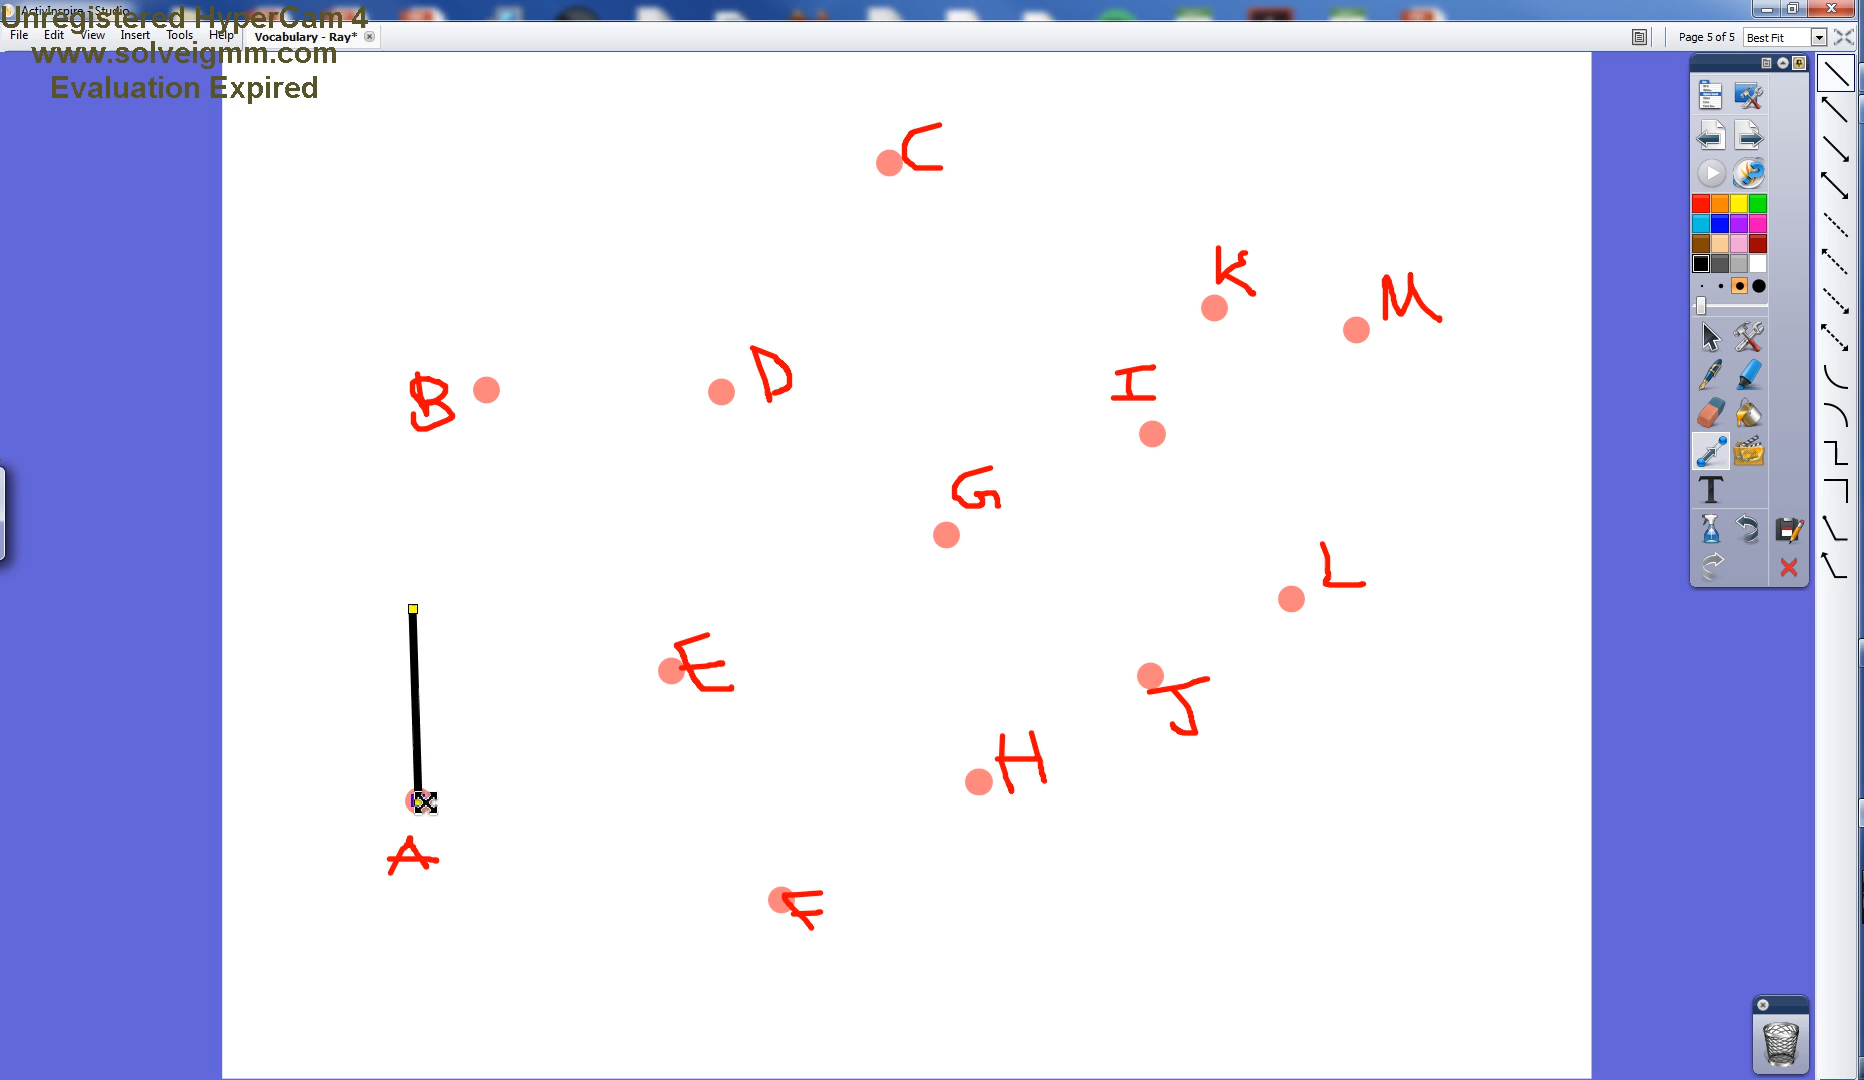 ActivInspire - Studio
Unregistered HyperCam 4
File Edit View Insert Tools Help Vocabulary - Ray* Page 5 of 5 Best Fit
www.solveigmm.com
Evaluation Expired
C
K
M
D
I
B
G
L
E
J
H
A
F
T